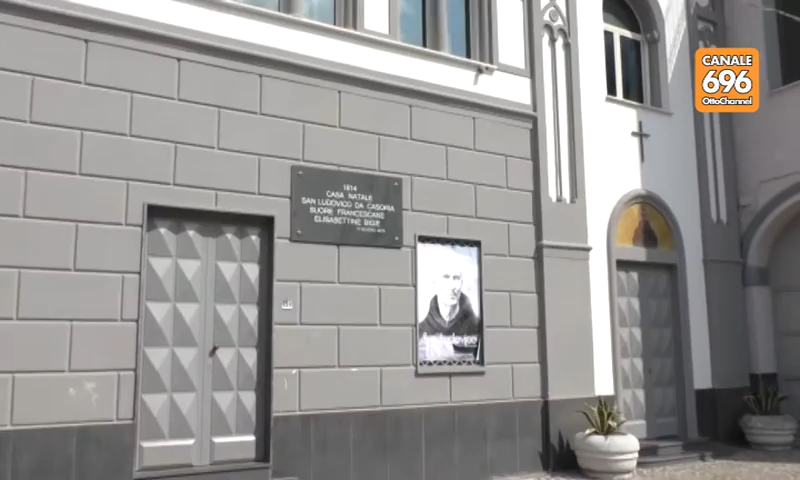 1814
CASA NATALE
SAN LUDOVICO DA CASORIA
SUORE FRANCESCANE
ELISABETTINE BIGIE
CANALE
696
OttoChannel